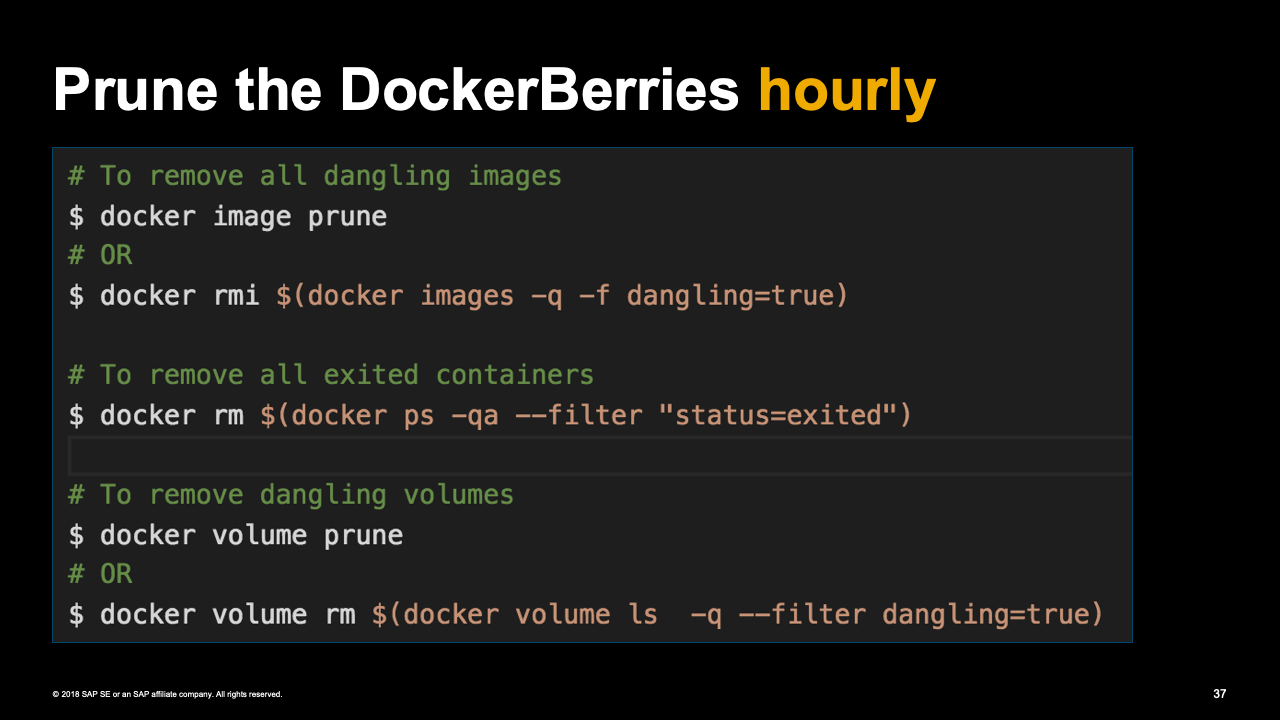 Prune the DockerBerries hourly
# To remove all dangling images
$ docker image prune
# OR
$ docker rmi $(docker images -q -f dangling=true)
# To remove all exited containers
$ docker rm $(docker ps -qa --filter "status=exited")
# To remove dangling volumes
$ docker volume prune
# OR
$ docker volume rm $(docker volume ls  -q --filter dangling=true)
© 2018 SAP SE or an SAP affiliate company. All rights reserved.
37